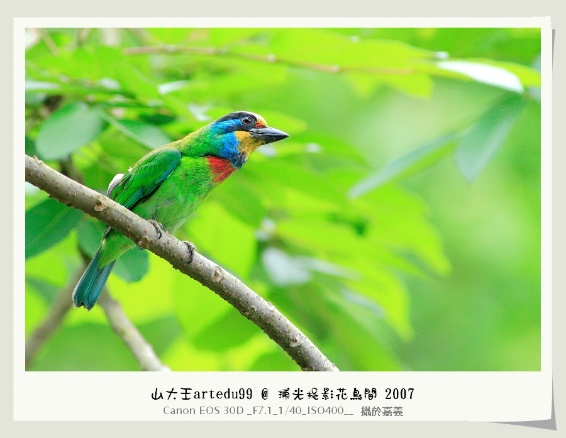 山大王artedu99 @ 捕光捉影花鳥間 2007
Canon EOS 30D _F7.1_1/40_ISO400__ 攝於嘉義